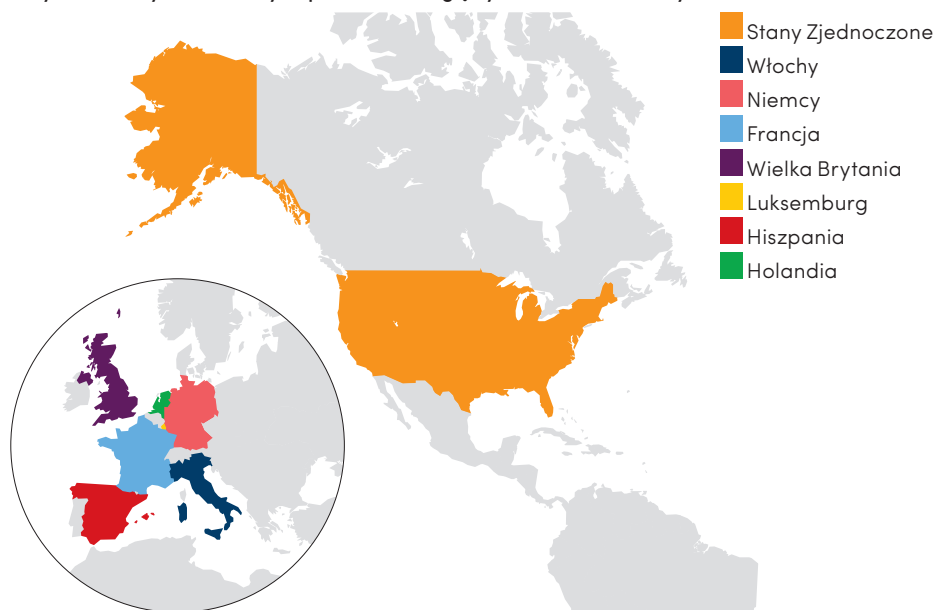 Stany Zjednoczone
Włochy
Niemcy
Francja
Wielka Brytania
Luksemburg
Hiszpania
Holandia